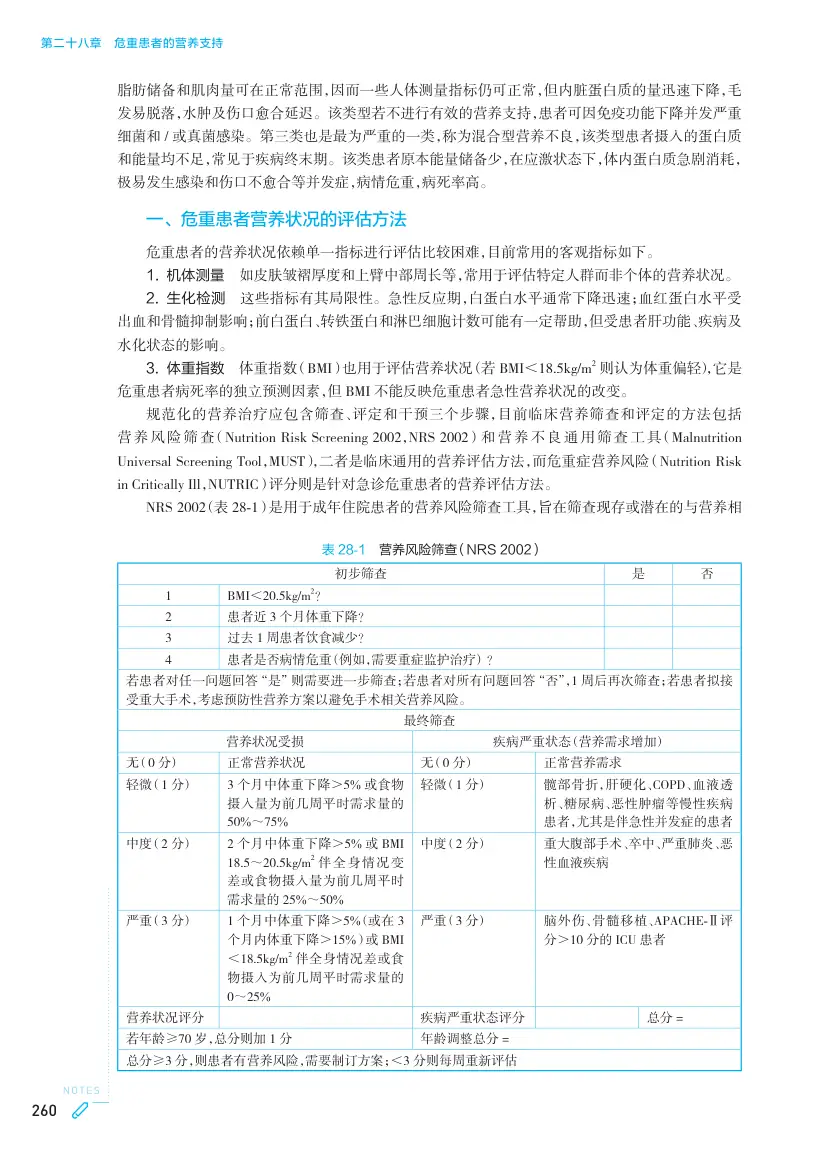 第二十八章　危重患者的营养支持
脂肪储备和肌肉量可在正常范围,因而一些人体测量指标仍可正常,但内脏蛋白质的量迅速下降,毛
发易脱落,水肿及伤口愈合延迟。该类型若不进行有效的营养支持,患者可因免疫功能下降并发严重
细菌和 / 或真菌感染。第三类也是最为严重的一类,称为混合型营养不良,该类型患者摄入的蛋白质
和能量均不足,常见于疾病终末期。该类患者原本能量储备少,在应激状态下,体内蛋白质急剧消耗,
极易发生感染和伤口不愈合等并发症,病情危重,病死率高。
一、危重患者营养状况的评估方法
危重患者的营养状况依赖单一指标进行评估比较困难,目前常用的客观指标如下。
1. 机体测量　如皮肤皱褶厚度和上臂中部周长等,常用于评估特定人群而非个体的营养状况。
2. 生化检测　这些指标有其局限性。急性反应期,白蛋白水平通常下降迅速;血红蛋白水平受
出血和骨髓抑制影响;前白蛋白、转铁蛋白和淋巴细胞计数可能有一定帮助,但受患者肝功能、疾病及
水化状态的影响。
3. 体重指数　体重指数（BMI）也用于评估营养状况(若 BMI＜18.5kg/m² 则认为体重偏轻),它是
危重患者病死率的独立预测因素,但 BMI 不能反映危重患者急性营养状况的改变。
规范化的营养治疗应包含筛查、评定和干预三个步骤,目前临床营养筛查和评定的方法包括
营养风险筛查（Nutrition Risk Screening 2002,NRS 2002）和营养不良通用筛查工具（Malnutrition
Universal Screening Tool,MUST）,二者是临床通用的营养评估方法,而危重症营养风险（Nutrition Risk
in Critically Ill,NUTRIC）评分则是针对急诊危重患者的营养评估方法。
NRS 2002（表 28-1）是用于成年住院患者的营养风险筛查工具,旨在筛查现存或潜在的与营养相
表 28-1　营养风险筛查（NRS 2002）
初步筛查　是　否
1　BMI＜20.5kg/m²?
2　患者近 3 个月体重下降?
3　过去 1 周患者饮食减少?
4　患者是否病情危重(例如,需要重症监护治疗）?
若患者对任一问题回答“是”则需要进一步筛查;若患者对所有问题回答“否”,1 周后再次筛查;若患者拟接
受重大手术,考虑预防性营养方案以避免手术相关营养风险。
最终筛查
营养状况受损　疾病严重状态(营养需求增加)
无（0 分）　正常营养状况　无（0 分）　正常营养需求
轻微（1 分）　3 个月中体重下降＞5% 或食物　轻微（1 分）　髋部骨折,肝硬化、COPD、血液透
摄入量为前几周平时需求量的　析、糖尿病、恶性肿瘤等慢性疾病
50%～75%　患者,尤其是伴急性并发症的患者
中度（2 分）　2 个月中体重下降＞5% 或 BMI　中度（2 分）　重大腹部手术、卒中、严重肺炎、恶
18.5～20.5kg/m² 伴全身情况变　性血液疾病
差或食物摄入量为前几周平时
需求量的 25%～50%
严重（3 分）　1 个月中体重下降＞5%(或在 3　严重（3 分）　脑外伤、骨髓移植、APACHE-Ⅱ评
个月内体重下降＞15%）或 BMI　分＞10 分的 ICU 患者
＜18.5kg/m² 伴全身情况差或食
物摄入为前几周平时需求量的
0～25%
营养状况评分　疾病严重状态评分　总分 =
若年龄≥70 岁,总分则加 1 分　年龄调整总分 =
总分≥3 分,则患者有营养风险,需要制订方案;＜3 分则每周重新评估
NOTES
260